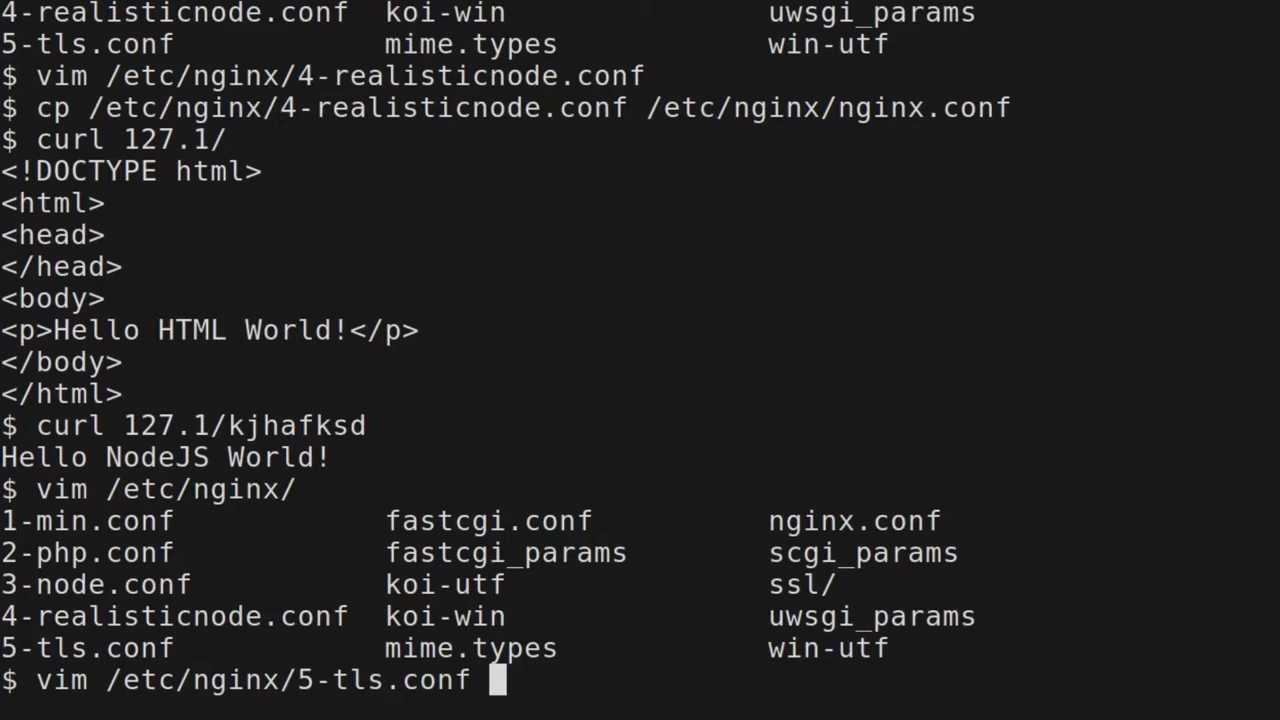 4-realisticnode.conf  koi-win               uwsgi_params
5-tls.conf            mime.types            win-utf
$ vim /etc/nginx/4-realisticnode.conf
$ cp /etc/nginx/4-realisticnode.conf /etc/nginx/nginx.conf
$ curl 127.1/
<!DOCTYPE html>
<html>
<head>
</head>
<body>
<p>Hello HTML World!</p>
</body>
</html>
$ curl 127.1/kjhafksd
Hello NodeJS World!
$ vim /etc/nginx/
1-min.conf            fastcgi.conf          nginx.conf
2-php.conf            fastcgi_params        scgi_params
3-node.conf           koi-utf               ssl/
4-realisticnode.conf  koi-win               uwsgi_params
5-tls.conf            mime.types            win-utf
$ vim /etc/nginx/5-tls.conf